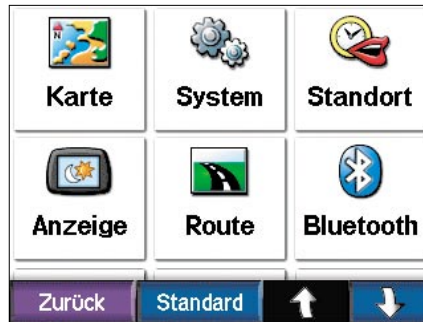 N
Karte System Standort
Anzeige Route Bluetooth
Zurück Standard